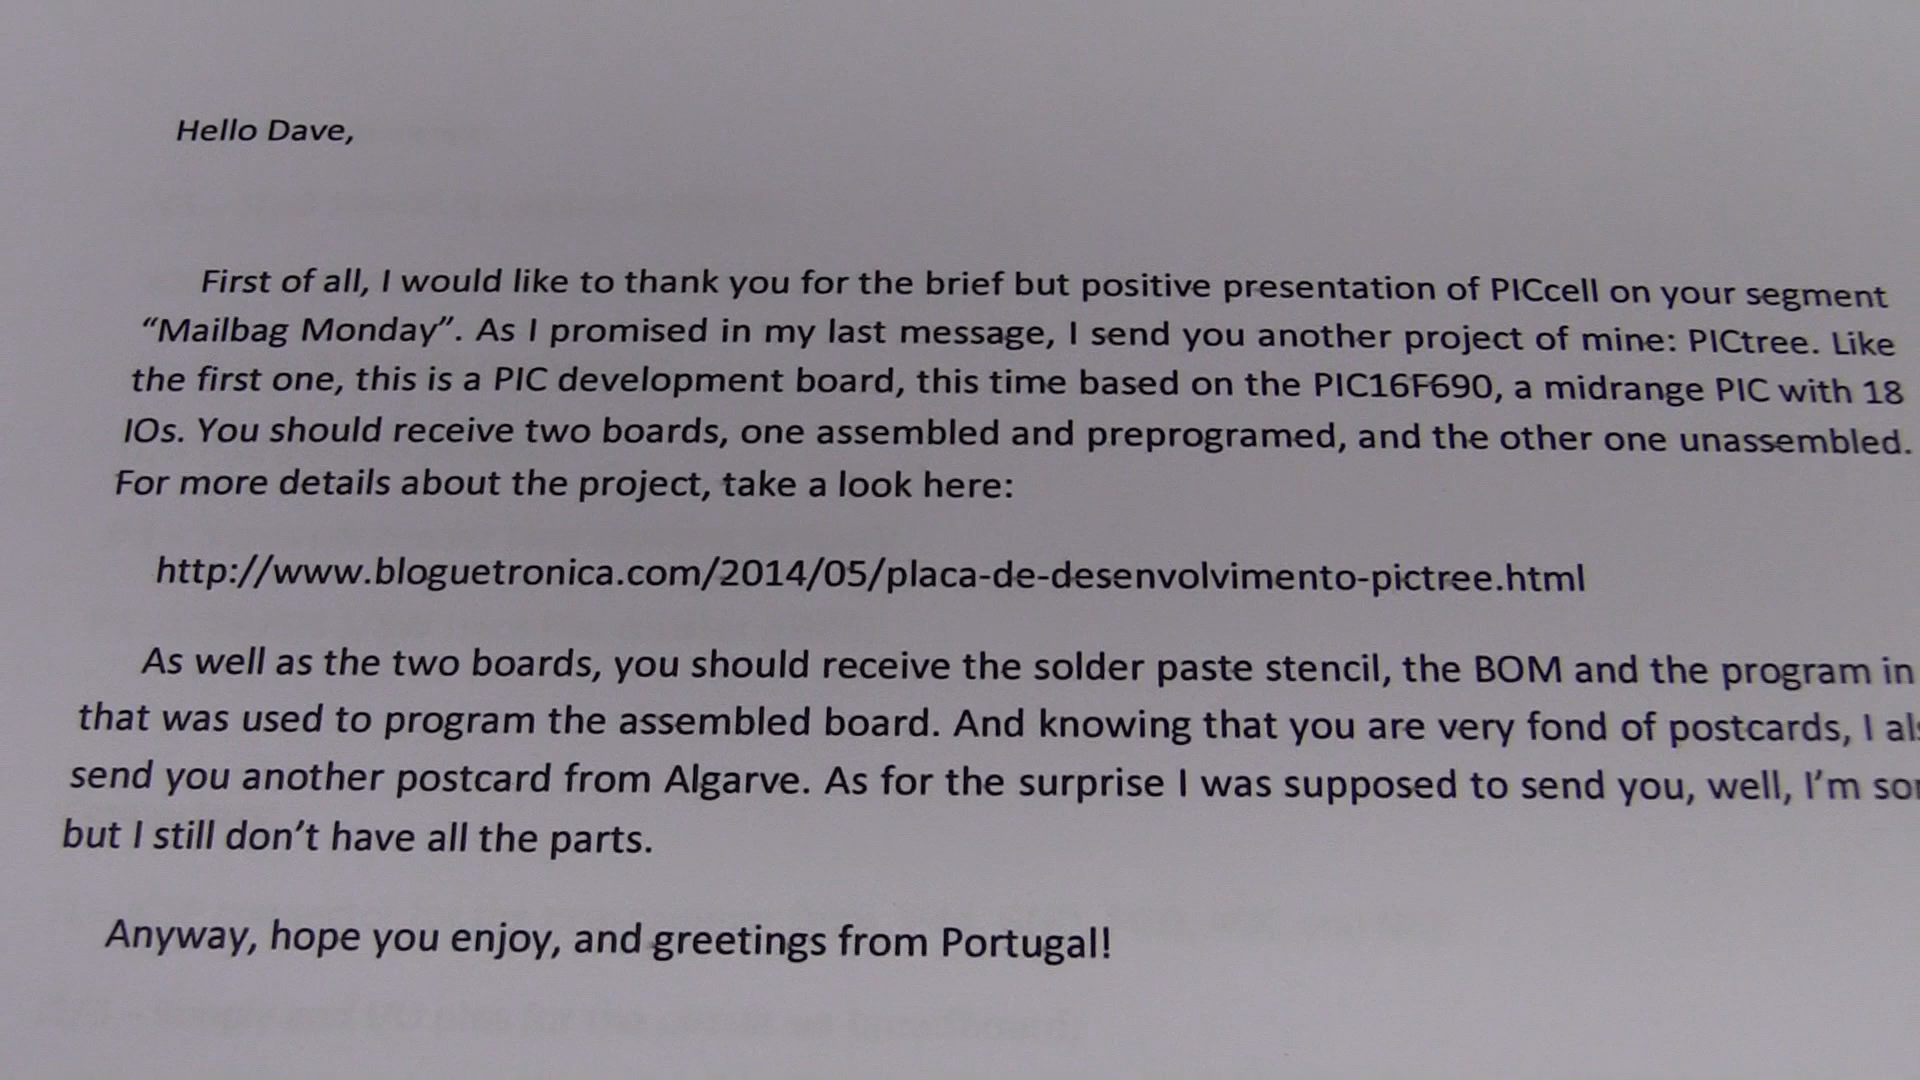 Hello Dave,
First of all, I would like to thank you for the brief but positive presentation of PICcell on your segment
“Mailbag Monday”. As I promised in my last message, I send you another project of mine: PICtree. Like
the first one, this is a PIC development board, this time based on the PIC16F690, a midrange PIC with 18
IOs. You should receive two boards, one assembled and preprogramed, and the other one unassembled.
For more details about the project, take a look here:
http://www.bloguetronica.com/2014/05/placa-de-desenvolvimento-pictree.html
As well as the two boards, you should receive the solder paste stencil, the BOM and the program in
that was used to program the assembled board. And knowing that you are very fond of postcards, I
send you another postcard from Algarve. As for the surprise I was supposed to send you, well, I’m
but I still don’t have all the parts.
Anyway, hope you enjoy, and greetings from Portugal!